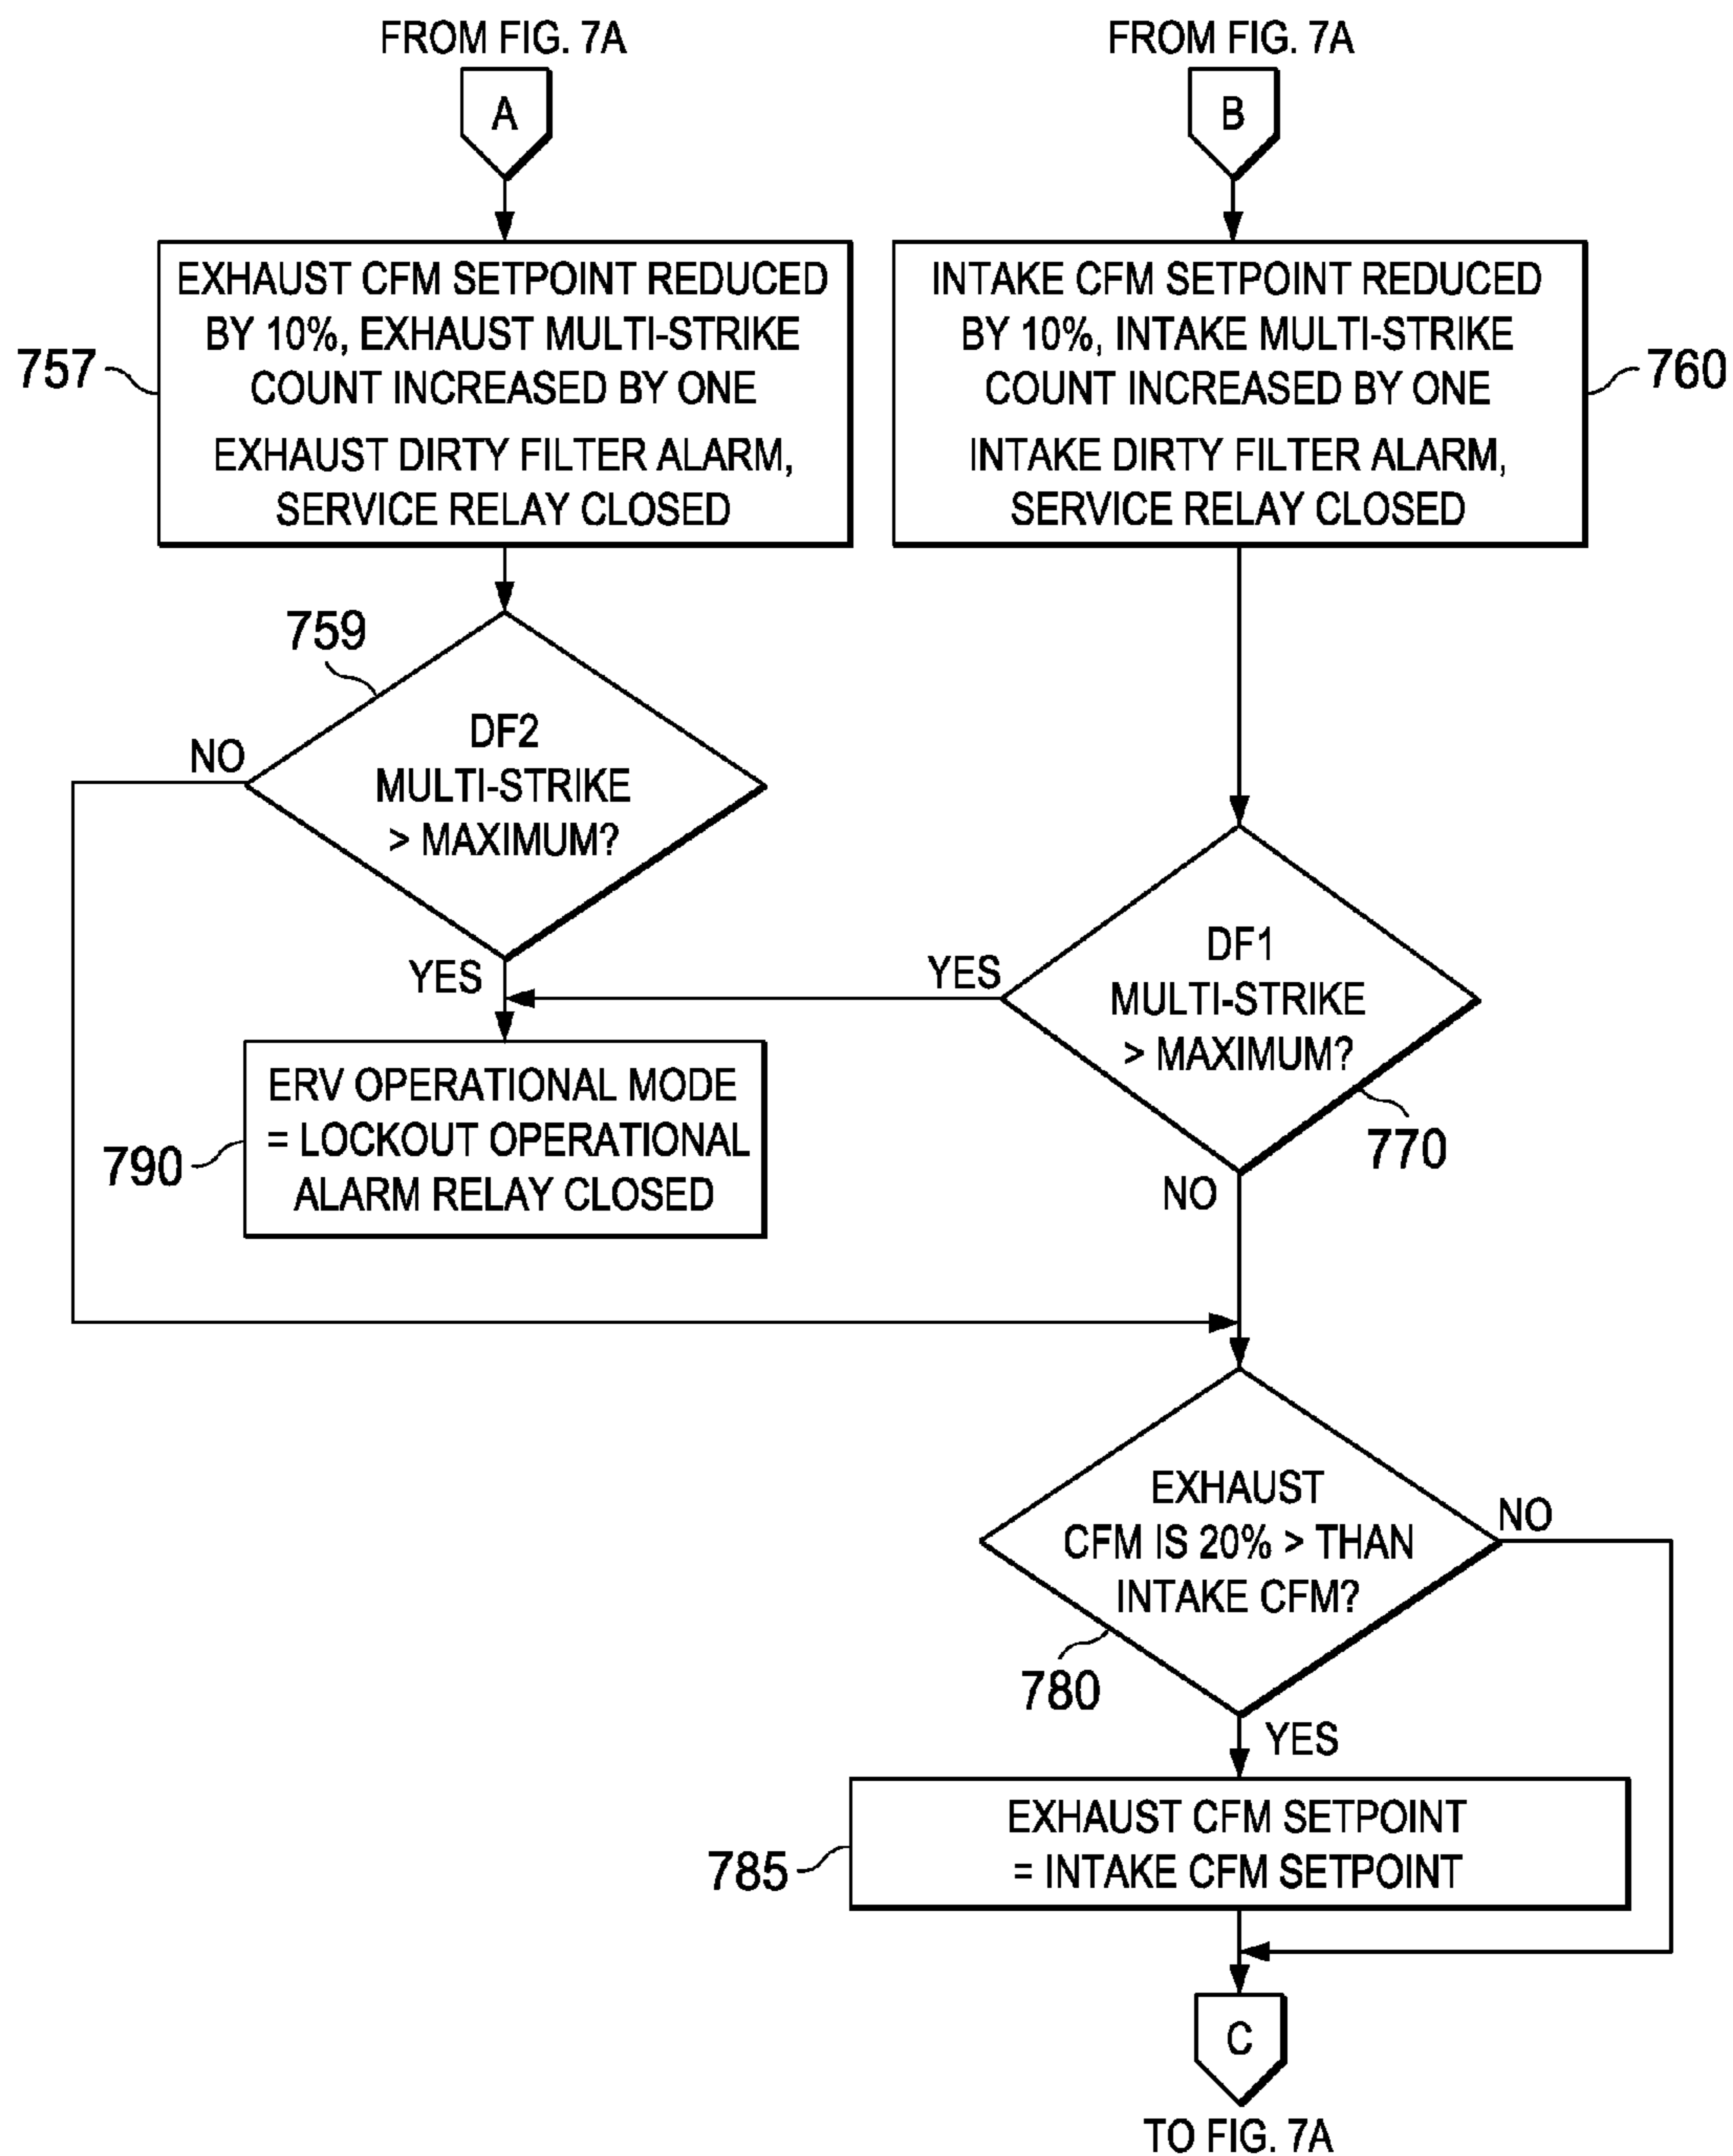 FROM FIG. 7A
A
FROM FIG. 7A
B
757
EXHAUST CFM SETPOINT REDUCED
BY 10%, EXHAUST MULTI-STRIKE
COUNT INCREASED BY ONE
EXHAUST DIRTY FILTER ALARM,
SERVICE RELAY CLOSED
INTAKE CFM SETPOINT REDUCED
BY 10%, INTAKE MULTI-STRIKE
COUNT INCREASED BY ONE
INTAKE DIRTY FILTER ALARM,
SERVICE RELAY CLOSED
760
759
DF2
MULTI-STRIKE
> MAXIMUM?
NO
YES
DF1
MULTI-STRIKE
> MAXIMUM?
YES
770
NO
790
ERV OPERATIONAL MODE
= LOCKOUT OPERATIONAL
ALARM RELAY CLOSED
EXHAUST
CFM IS 20% > THAN
INTAKE CFM?
NO
780
YES
785
EXHAUST CFM SETPOINT
= INTAKE CFM SETPOINT
C
TO FIG. 7A